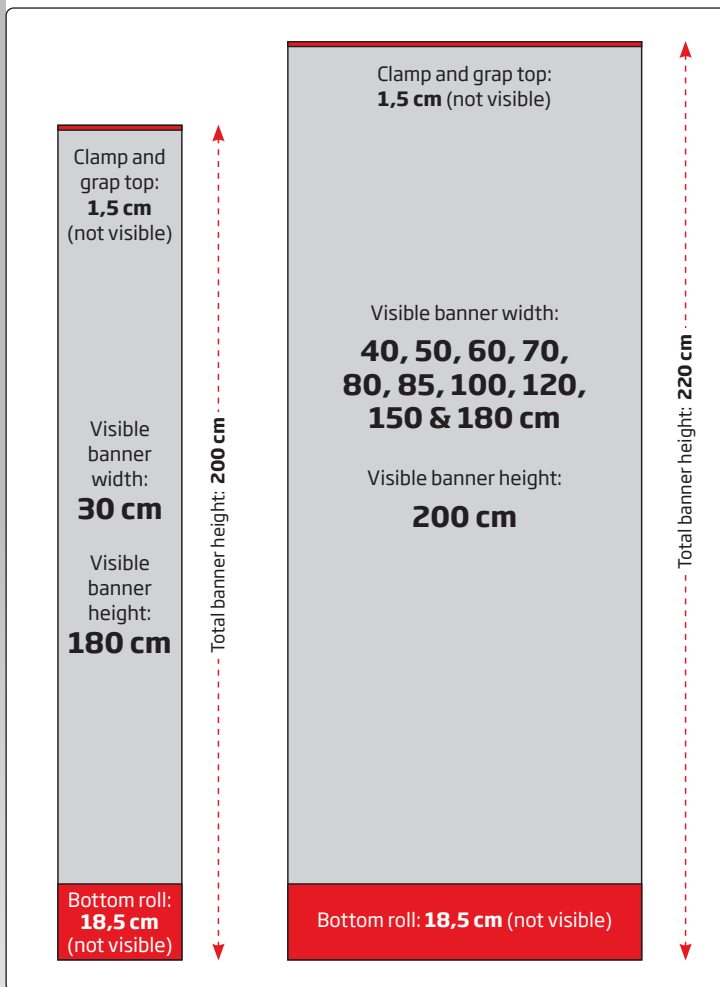 Clamp and
grap top:
1,5 cm
(not visible)
Visible
banner
width:
30 cm
Visible
banner
height:
180 cm
Bottom roll:
18,5 cm
(not visible)
Total banner height: 200 cm
Clamp and grap top:
1,5 cm (not visible)
Visible banner width:
40, 50, 60, 70,
80, 85, 100, 120,
150 & 180 cm
Visible banner height:
200 cm
Bottom roll: 18,5 cm (not visible)
Total banner height: 220 cm